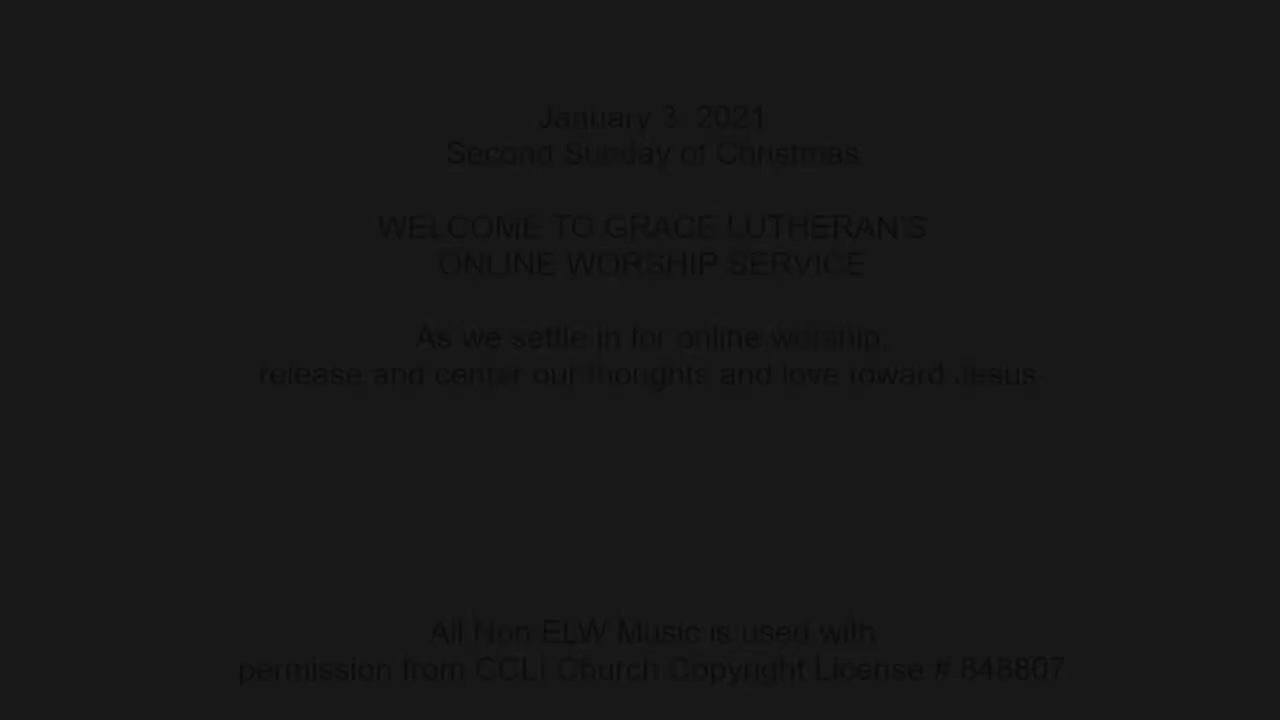 January 3, 2021
Second Sunday of Christmas
WELCOME TO GRACE LUTHERAN'S
ONLINE WORSHIP SERVICE
As we settle in for online worship,
release and center our thoughts and love toward Jesus
All Non ELW Music is used with
permission from CCLI Church Copyright License # 848807